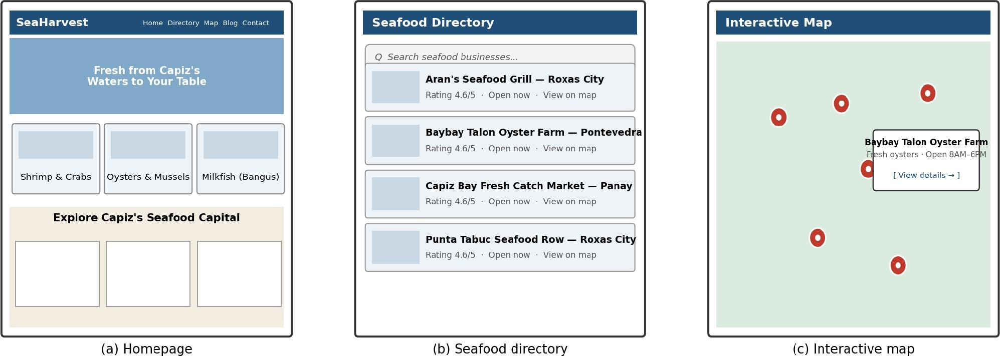 SeaHarvest
Home Directory Map Blog Contact
Fresh from Capiz's
Waters to Your Table
Shrimp & Crabs
Oysters & Mussels
Milkfish (Bangus)
Explore Capiz's Seafood Capital
(a) Homepage
Seafood Directory
Q Search seafood businesses...
Aran's Seafood Grill — Roxas City
Rating 4.6/5 · Open now · View on map
Baybay Talon Oyster Farm — Pontevedra
Rating 4.6/5 · Open now · View on map
Capiz Bay Fresh Catch Market — Panay
Rating 4.6/5 · Open now · View on map
Punta Tabuc Seafood Row — Roxas City
Rating 4.6/5 · Open now · View on map
(b) Seafood directory
Interactive Map
Baybay Talon Oyster Farm
Fresh oysters · Open 8AM–6PM
[ View details → ]
(c) Interactive map